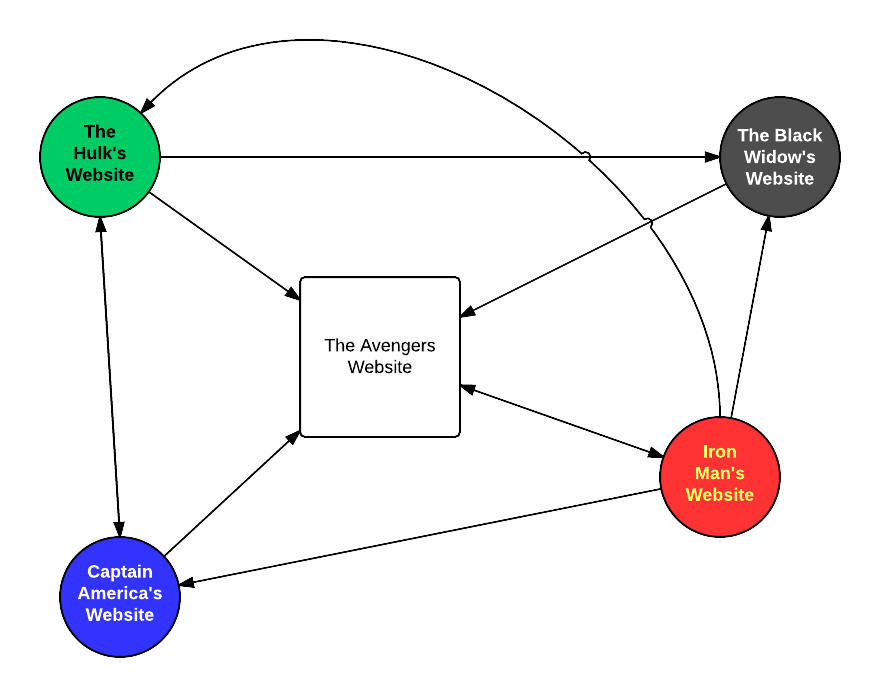 The
Hulk's
Website
The Black
Widow's
Website
The Avengers
Website
Iron
Man's
Website
Captain
America's
Website